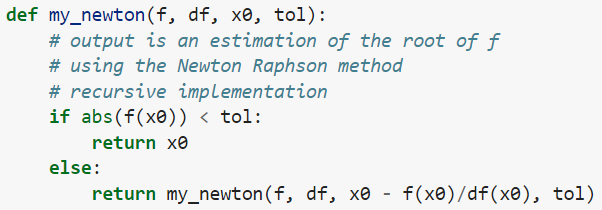 def my_newton(f, df, x0, tol):
    # output is an estimation of the root of f
    # using the Newton Raphson method
    # recursive implementation
    if abs(f(x0)) < tol:
        return x0
    else:
        return my_newton(f, df, x0 - f(x0)/df(x0), tol)